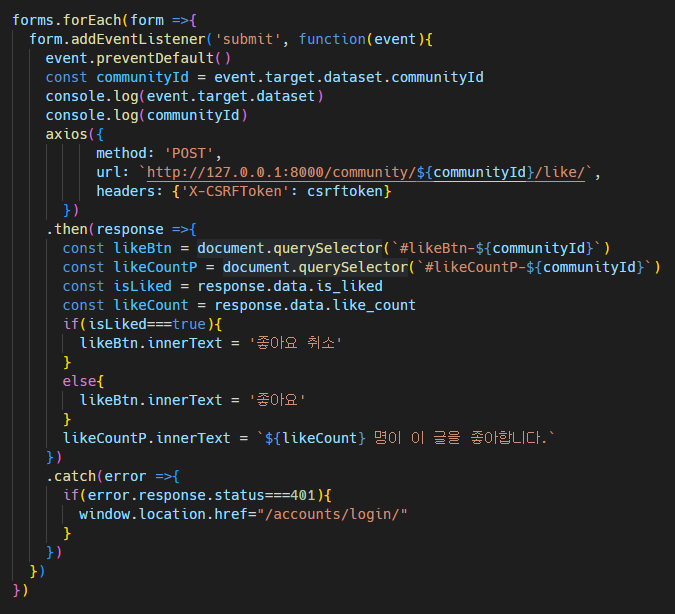 forms.forEach(form =>{
form.addEventListener('submit', function(event){
event.preventDefault()
const communityId = event.target.dataset.communityId
console.log(event.target.dataset)
console.log(communityId)
axios({
method: 'POST',
url: `http://127.0.0.1:8000/community/${communityId}/like/`,
headers: {'X-CSRFToken': csrftoken}
})
.then(response =>{
const likeBtn = document.querySelector(`#likeBtn-${communityId}`)
const likeCountP = document.querySelector(`#likeCountP-${communityId}`)
const isLiked = response.data.is_liked
const likeCount = response.data.like_count
if(isLiked===true){
likeBtn.innerText = '좋아요 취소'
}
else{
likeBtn.innerText = '좋아요'
}
likeCountP.innerText = `${likeCount} 명이 이 글을 좋아합니다.`
})
.catch(error =>{
if(error.response.status===401){
window.location.href="/accounts/login/"
}
})
})
})